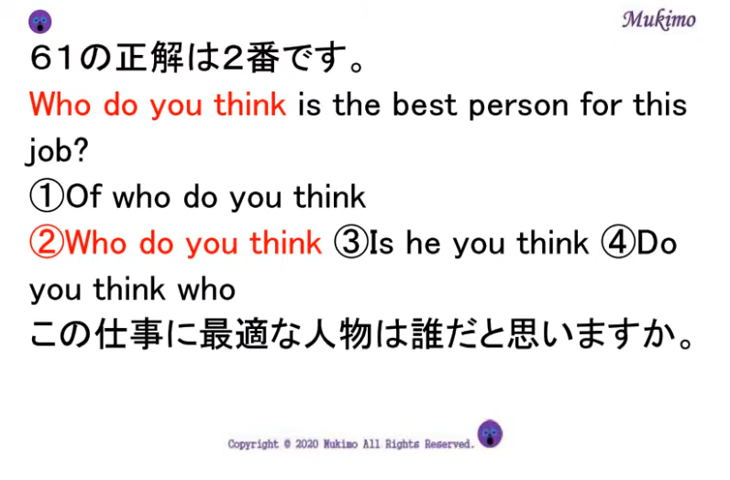 Mukimo
６１の正解は２番です。
Who do you think is the best person for this
job?
①Of who do you think
②Who do you think ③Is he you think ④Do
you think who
この仕事に最適な人物は誰だと思いますか。
Copyright © 2020 Mukimo All Rights Reserved.